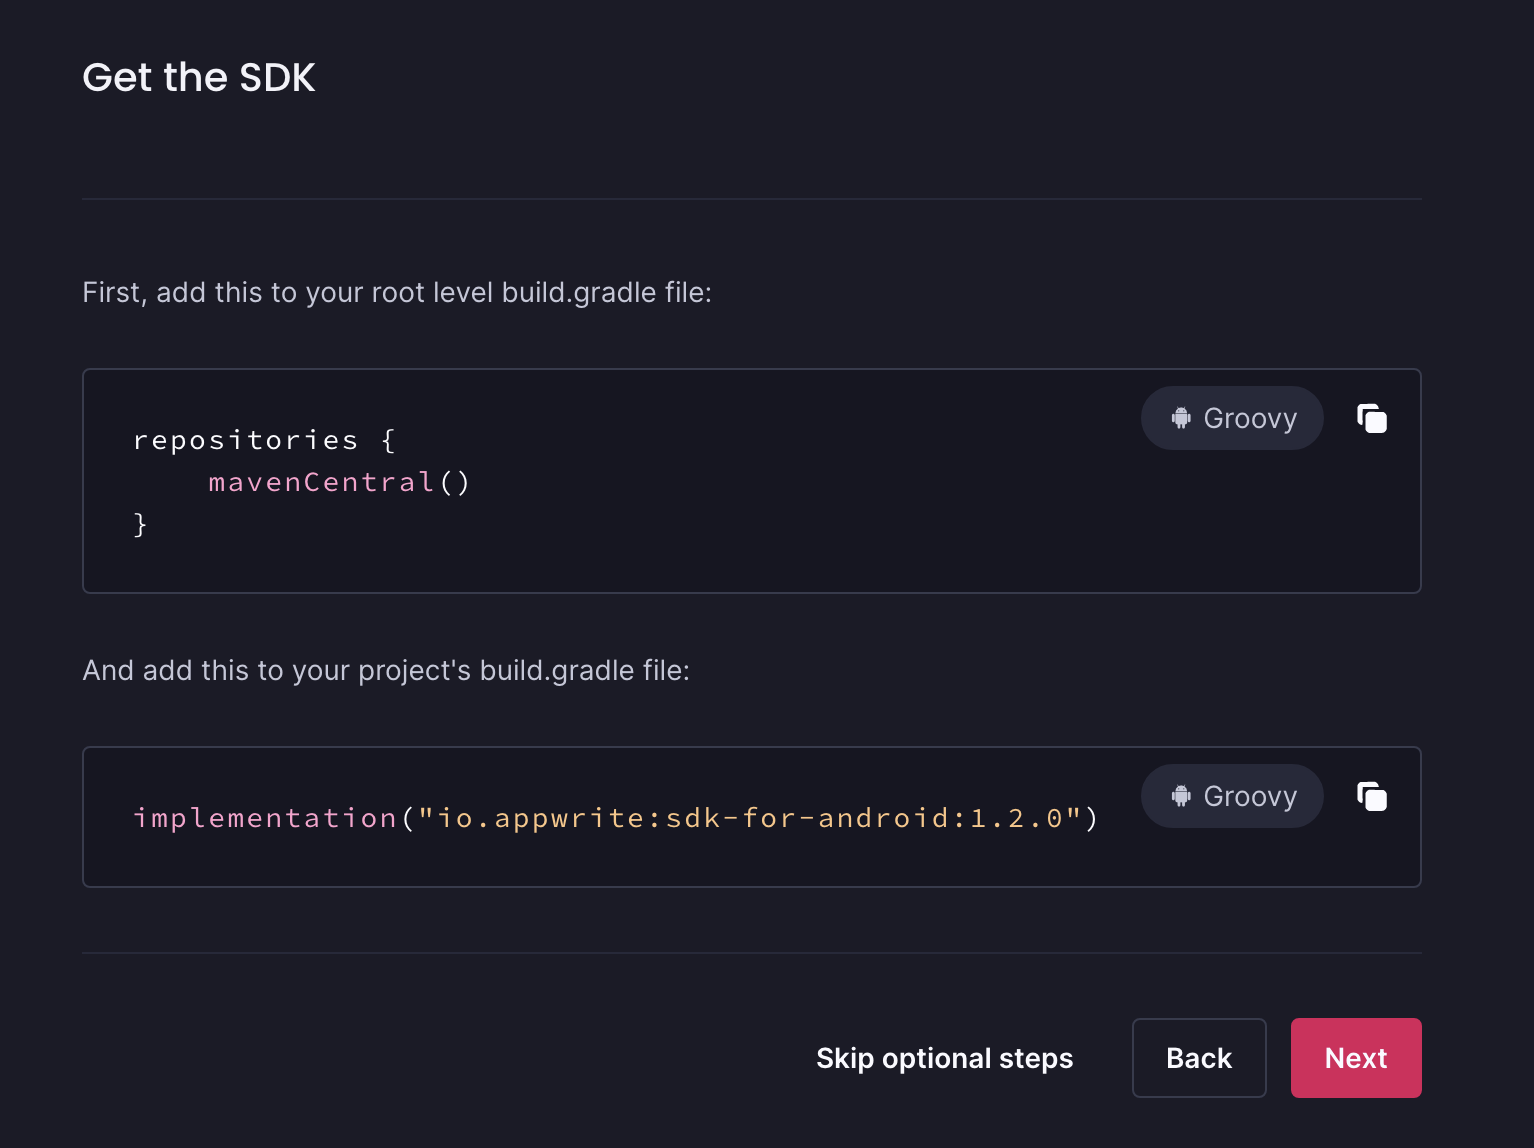 Get the SDK
First, add this to your root level build.gradle file:
Groovy
repositories {
    mavenCentral()
}
And add this to your project's build.gradle file:
Groovy
implementation("io.appwrite:sdk-for-android:1.2.0")
Skip optional steps
Back
Next